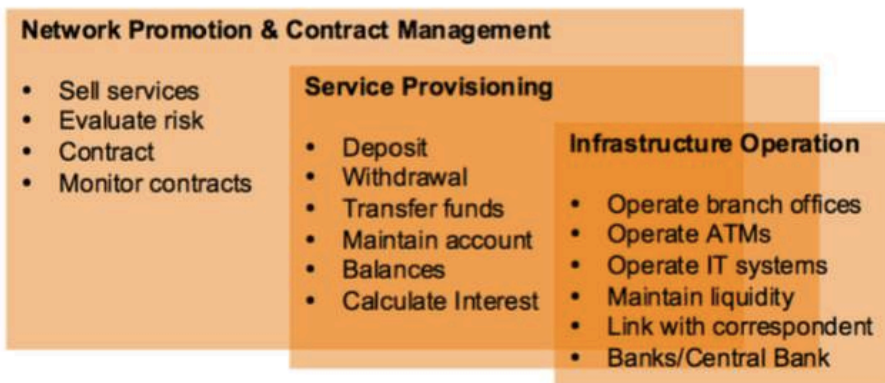 Network Promotion & Contract Management
• Sell services
• Evaluate risk
• Contract
• Monitor contracts
Service Provisioning
• Deposit
• Withdrawal
• Transfer funds
• Maintain account
• Balances
• Calculate Interest
Infrastructure Operation
• Operate branch offices
• Operate ATMs
• Operate IT systems
• Maintain liquidity
• Link with correspondent
• Banks/Central Bank